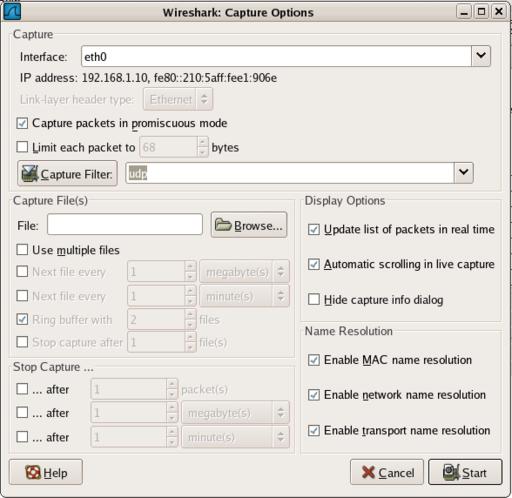 Wireshark: Capture Options
Capture
Interface: eth0
IP address: 192.168.1.10, fe80::210:5aff:fee1:906e
Link-layer header type: Ethernet
Capture packets in promiscuous mode
Limit each packet to 68 bytes
Capture Filter: udp
Capture File(s)
File: Browse...
Use multiple files
Next file every 1 megabyte(s)
Next file every 1 minute(s)
Ring buffer with 2 files
Stop capture after 1 file(s)
Stop Capture ...
... after 1 packet(s)
... after 1 megabyte(s)
... after 1 minute(s)
Display Options
Update list of packets in real time
Automatic scrolling in live capture
Hide capture info dialog
Name Resolution
Enable MAC name resolution
Enable network name resolution
Enable transport name resolution
Help Cancel Start